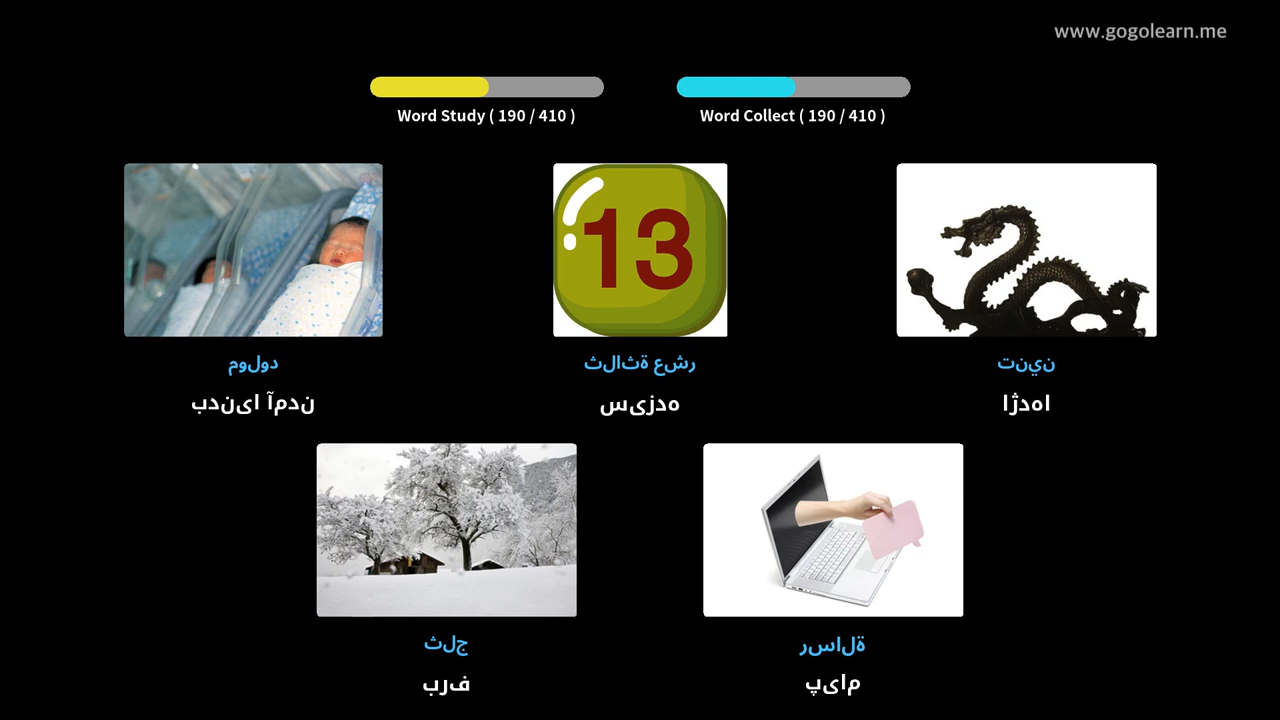 www.gogolearn.me
Word Study ( 190 / 410 )
Word Collect ( 190 / 410 )
دولوم
ندمآ ایندب
رشع ةثالث
هدزیس
نينت
اهدژا
جلث
فرب
ةلاسر
مایپ